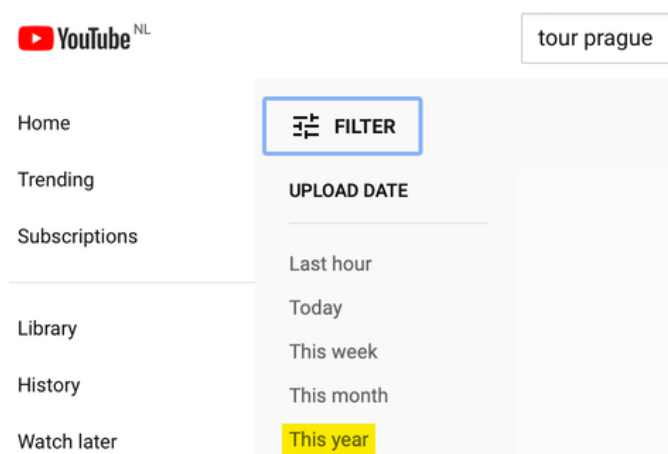 YouTube NL
tour prague
Home
Trending
Subscriptions
Library
History
Watch later
FILTER
UPLOAD DATE
Last hour
Today
This week
This month
This year